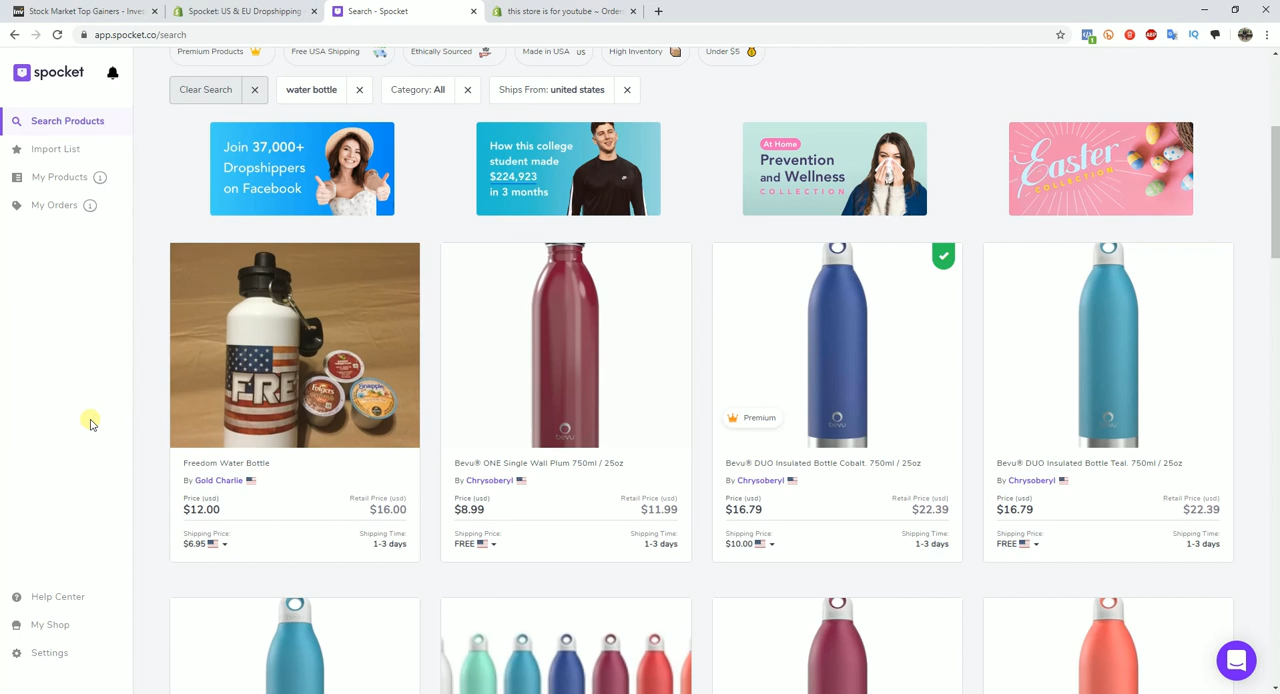 Stock Market Top Gainers - Inves
Spocket: US & EU Dropshipping
Search - Spocket
this store is for youtube ~ Orders
app.spocket.co/search
spocket
Search Products
Import List
My Products
My Orders
Help Center
My Shop
Settings
Premium Products
Free USA Shipping
Ethically Sourced
Made in USA us
High Inventory
Under $5
Clear Search
water bottle
Category: All
Ships From: united states
Join 37,000+
Dropshippers
on Facebook
How this college
student made
$224,923
in 3 months
At Home
Prevention
and Wellness
COLLECTION
Easter
COLLECTION
FRE
Folgers
Snapple
bevu
Premium
bevu
bevu
Freedom Water Bottle
By Gold Charlie
Price (usd) Retail Price (usd)
$12.00 $16.00
Shipping Price: Shipping Time:
$6.95 1-3 days
Bevu® ONE Single Wall Plum 750ml / 25oz
By Chrysoberyl
Price (usd) Retail Price (usd)
$8.99 $11.99
Shipping Price: Shipping Time:
FREE 1-3 days
Bevu® DUO Insulated Bottle Cobalt. 750ml / 25oz
By Chrysoberyl
Price (usd) Retail Price (usd)
$16.79 $22.39
Shipping Price: Shipping Time:
$10.00 1-3 days
Bevu® DUO Insulated Bottle Teal. 750ml / 25oz
By Chrysoberyl
Price (usd) Retail Price (usd)
$16.79 $22.39
Shipping Price: Shipping Time:
FREE 1-3 days